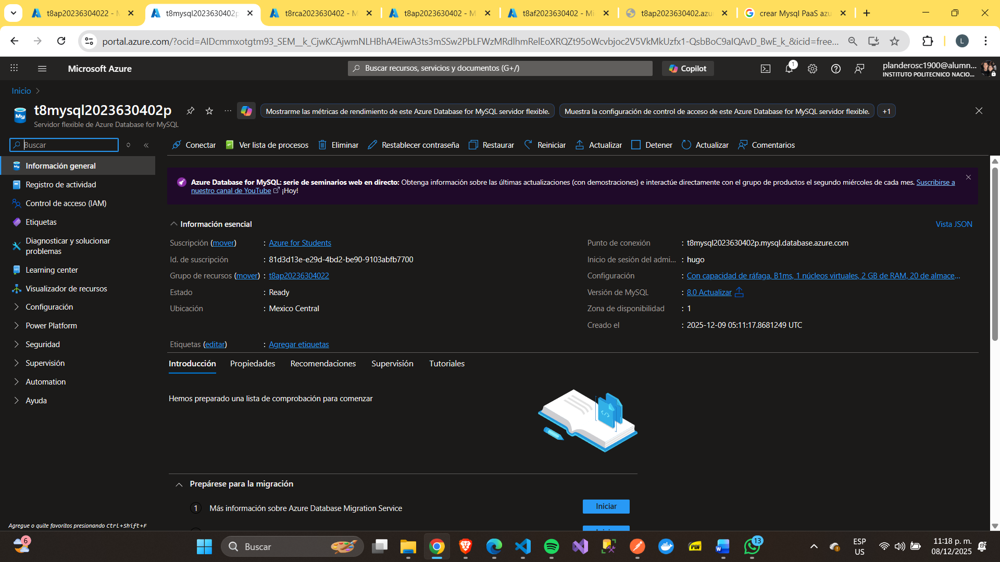 t8ap20236304022 - M
t8mysql2023630402p
t8rca2023630402 - M
t8ap2023630402 - M
t8af2023630402 - Mi
t8ap2023630402.azu
crear Mysql PaaS azu
portal.azure.com/?ocid=AIDcmmxotgtm93_SEM__k_CjwKCAjwmNLHBhA4EiwA3ts3mSSw2PbLFWzMRdlhmRelEoXRQZt95oWcvbjoc2V5VkMkUzfx1-QsbBoC9aIQAvD_BwE_k_&icid=free...
L
Microsoft Azure
Buscar recursos, servicios y documentos (G+/)
Copilot
1
planderosc1900@alumn...
INSTITUTO POLITECNICO NACIO...
Inicio
My
t8mysql2023630402p
Servidor flexible de Azure Database for MySQL
Mostrarme las métricas de rendimiento de este Azure Database for MySQL servidor flexible.
Muestra la configuración de control de acceso de este Azure Database for MySQL servidor flexible.
+1
Buscar
Conectar
Ver lista de procesos
Eliminar
Restablecer contraseña
Restaurar
Reiniciar
Actualizar
Detener
Actualizar
Comentarios
Información general
Registro de actividad
Control de acceso (IAM)
Etiquetas
Diagnosticar y solucionar
problemas
Learning center
Visualizador de recursos
Configuración
Power Platform
Seguridad
Supervisión
Automation
Ayuda
Azure Database for MySQL: serie de seminarios web en directo: Obtenga información sobre las últimas actualizaciones (con demostraciones) e interactúe directamente con el grupo de productos el segundo miércoles de cada mes. Suscribirse a
nuestro canal de YouTube ¡Hoy!
Información esencial
Vista JSON
Suscripción (mover) : Azure for Students
Id. de suscripción : 81d3d13e-e29d-4bd2-be90-9103abfb7700
Grupo de recursos (mover) : t8ap20236304022
Estado : Ready
Ubicación : Mexico Central
Punto de conexión : t8mysql2023630402p.mysql.database.azure.com
Inicio de sesión del admi... : hugo
Configuración : Con capacidad de ráfaga, B1ms, 1 núcleos virtuales, 2 GB de RAM, 20 de almace...
Versión de MySQL : 8.0 Actualizar
Zona de disponibilidad : 1
Creado el : 2025-12-09 05:11:17.8681249 UTC
Etiquetas (editar) : Agregar etiquetas
Introducción
Propiedades
Recomendaciones
Supervisión
Tutoriales
Hemos preparado una lista de comprobación para comenzar
Prepárese para la migración
1 Más información sobre Azure Database Migration Service
Iniciar
Agregue o quite favoritos presionando Ctrl+Shift+F
6
Buscar
PDF
13
ESP
US
11:18 p. m.
08/12/2025